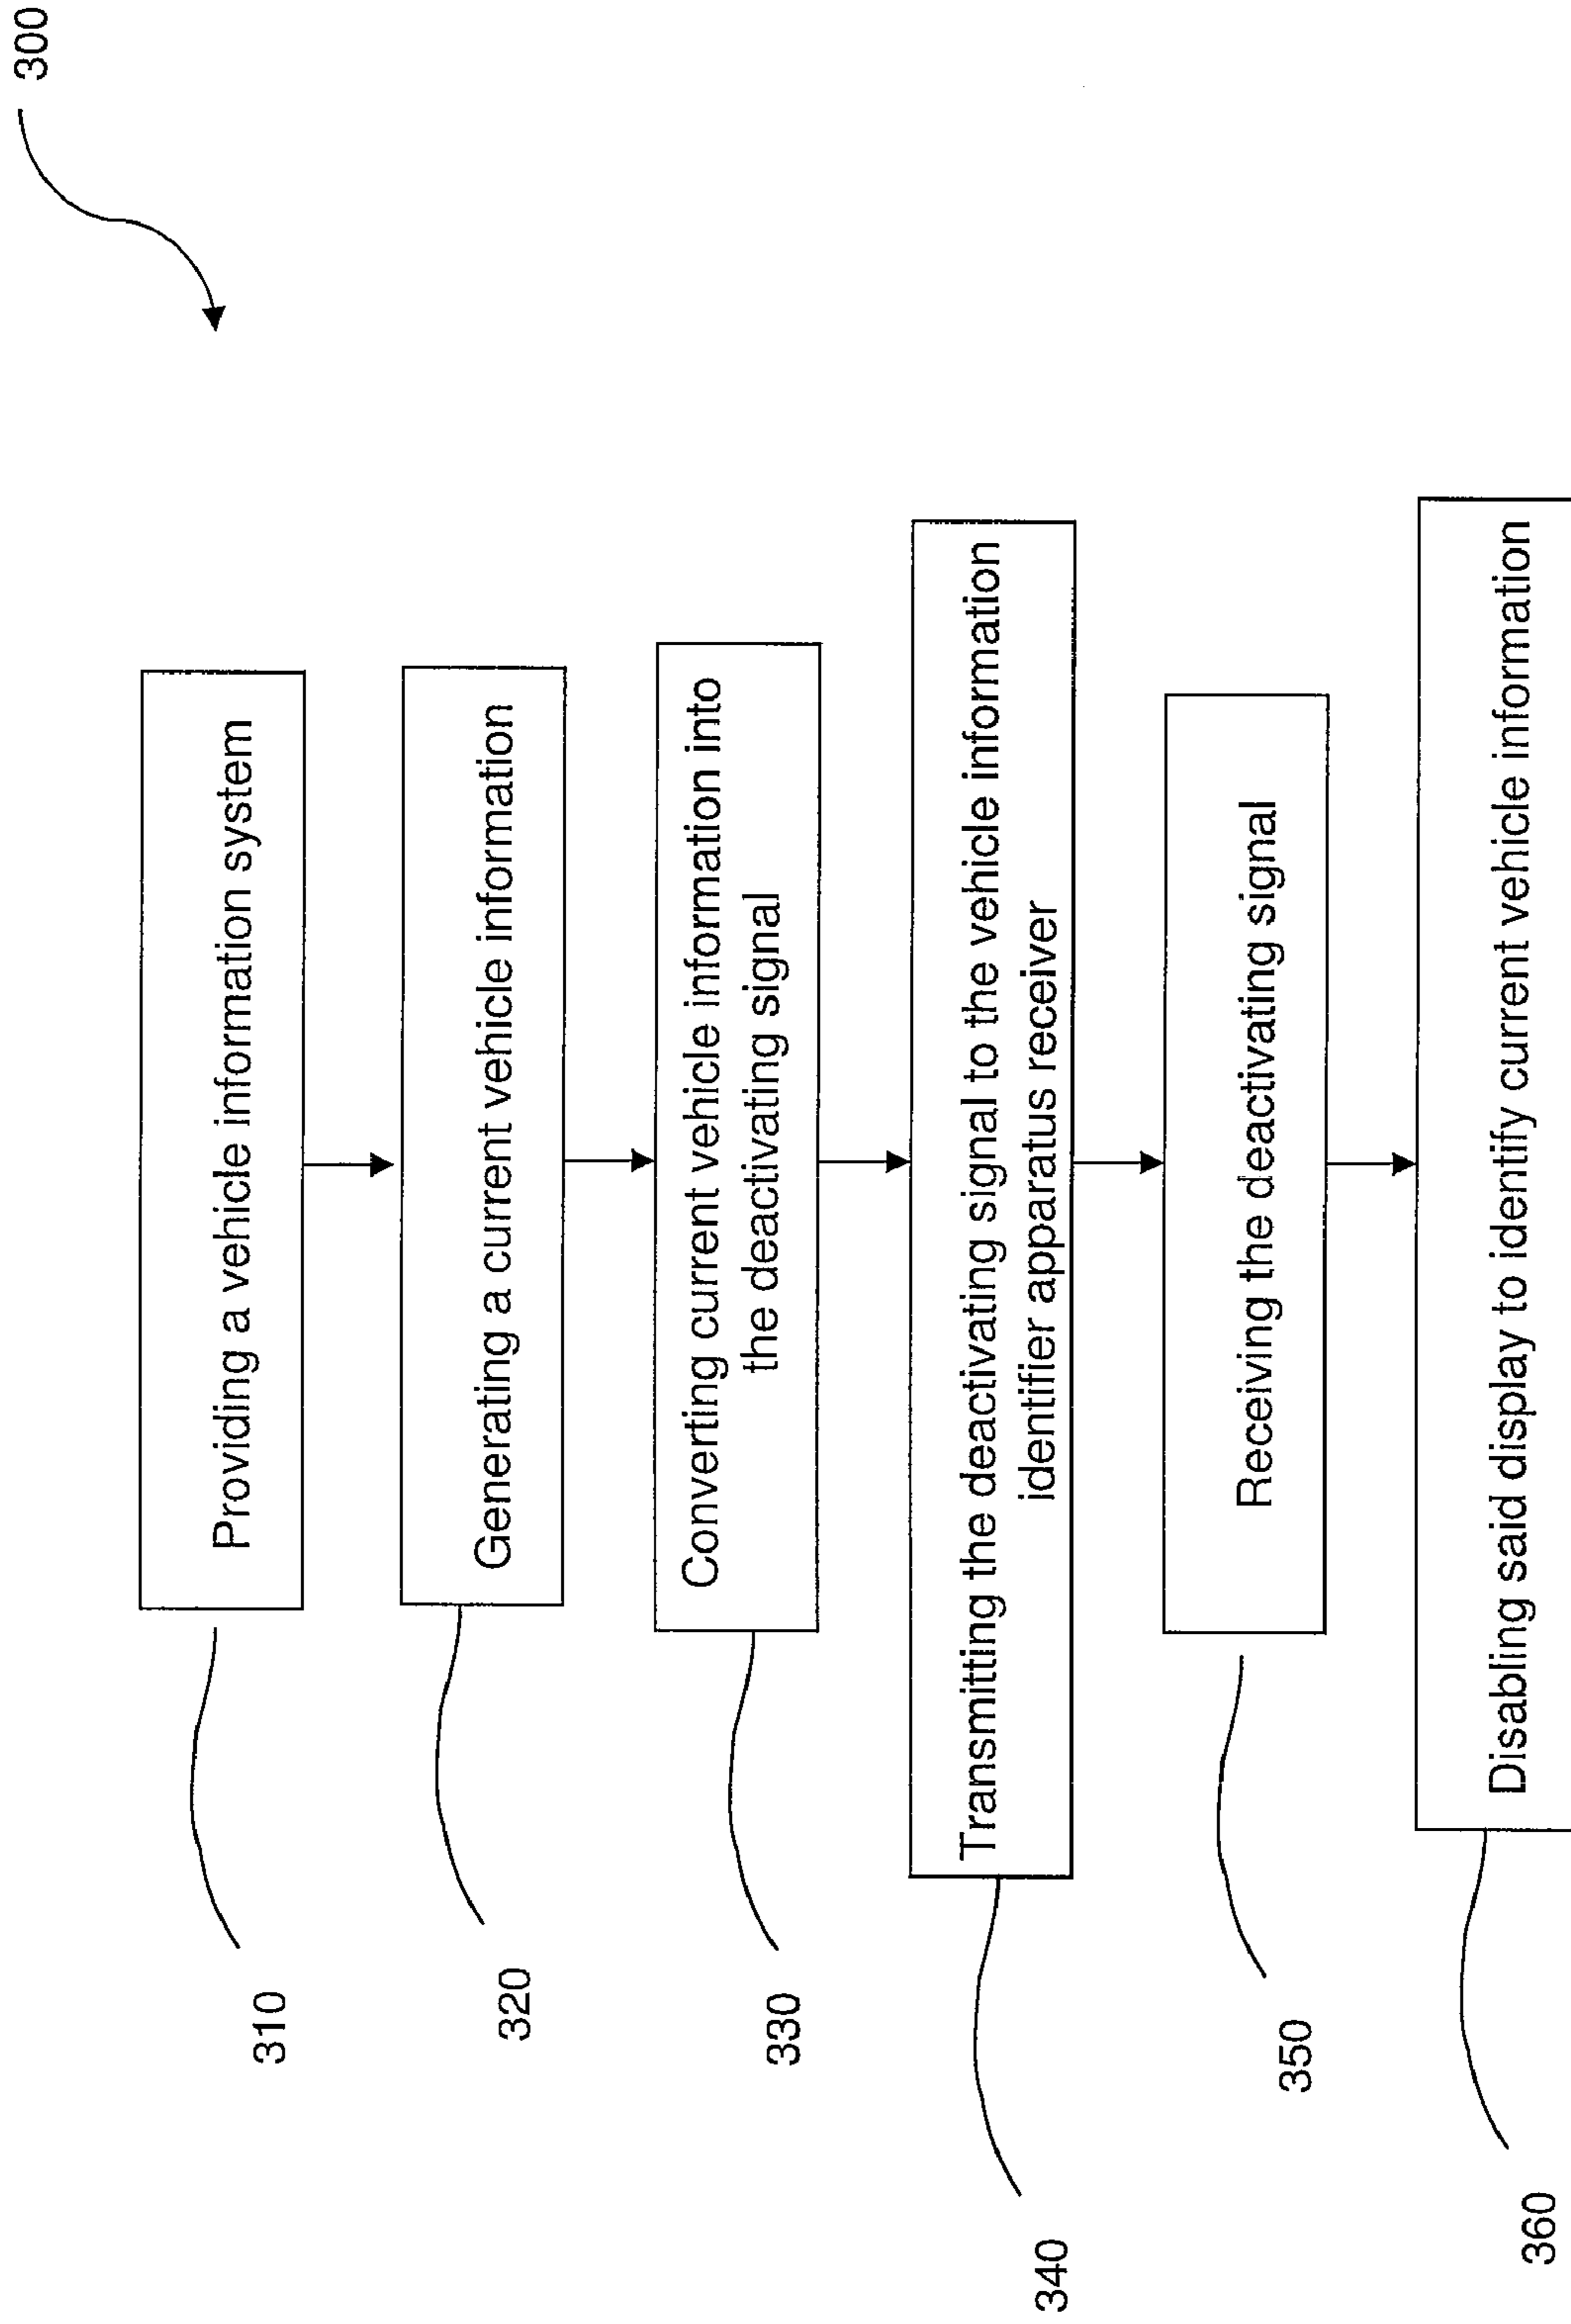 300
310
Providing a vehicle information system
320
Generating a current vehicle information
330
Converting current vehicle information into
the deactivating signal
340
Transmitting the deactivating signal to the vehicle information
identifier apparatus receiver
350
Receiving the deactivating signal
360
Disabling said display to identify current vehicle information